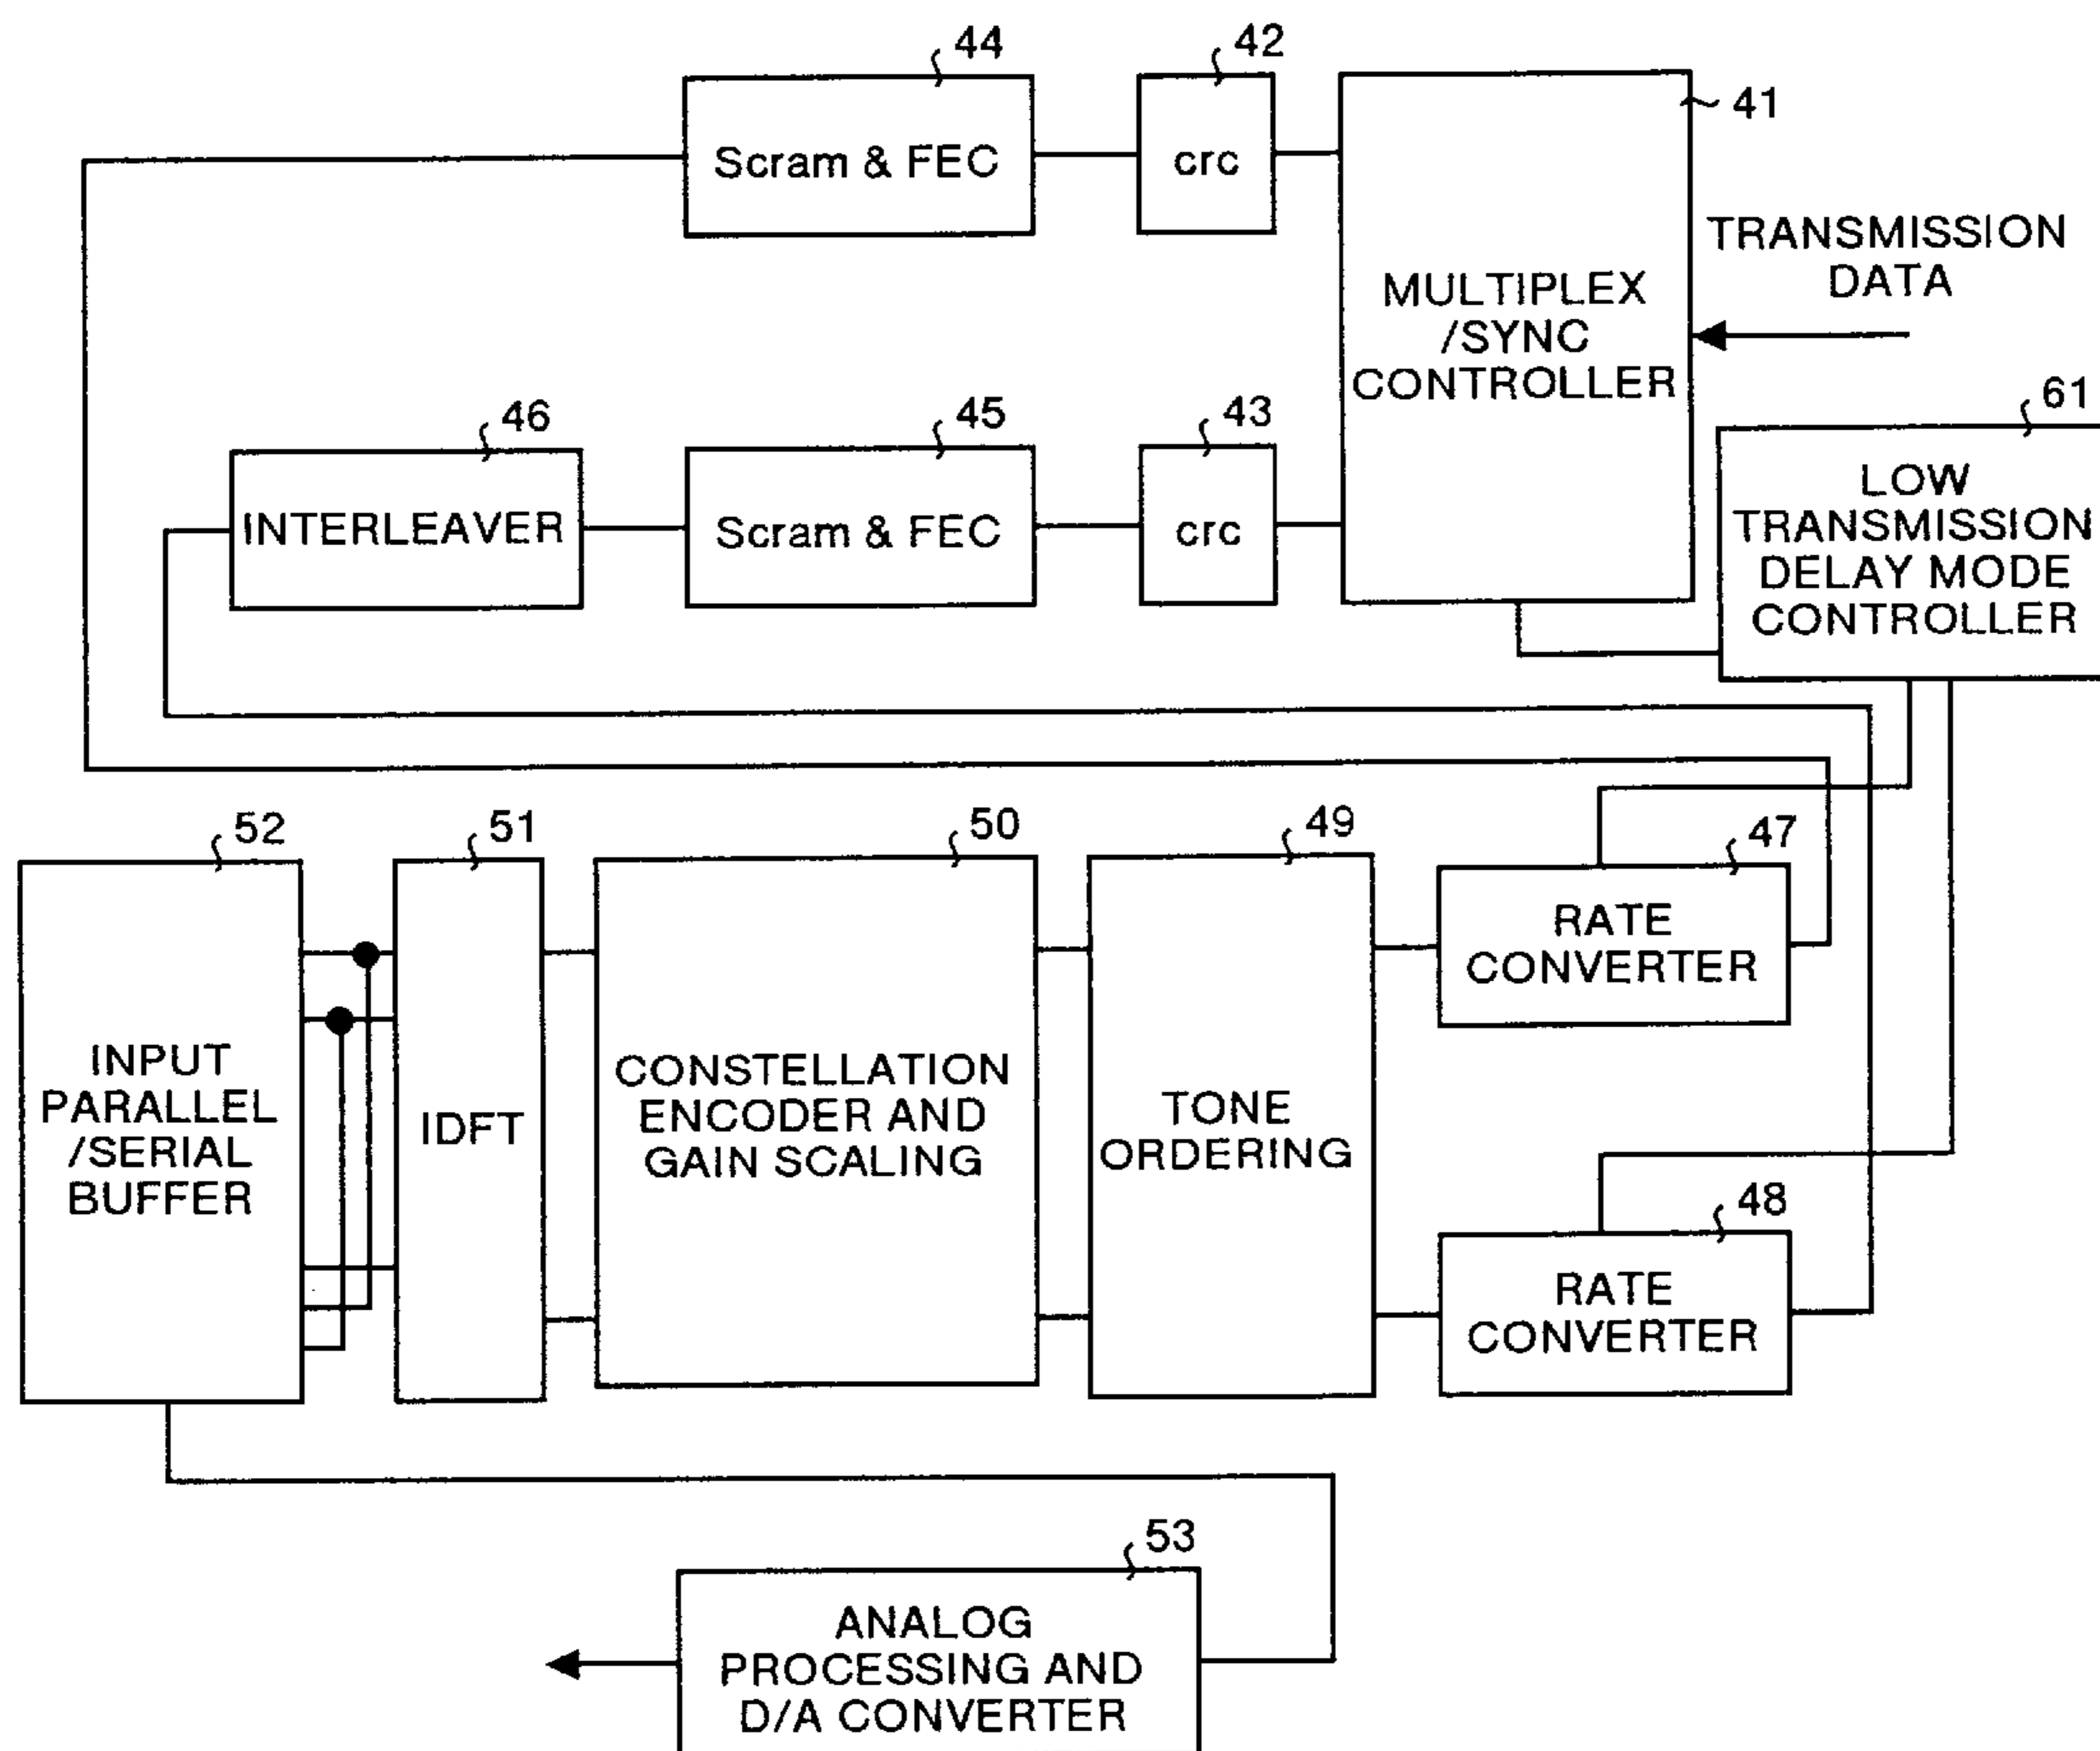 44
42
41
Scram & FEC
crc
TRANSMISSION
DATA
MULTIPLEX
/SYNC
CONTROLLER
46
45
43
61
INTERLEAVER
Scram & FEC
crc
LOW
TRANSMISSION
DELAY MODE
CONTROLLER
52
51
50
49
47
INPUT
PARALLEL
/SERIAL
BUFFER
IDFT
CONSTELLATION
ENCODER AND
GAIN SCALING
TONE
ORDERING
RATE
CONVERTER
48
RATE
CONVERTER
53
ANALOG
PROCESSING AND
D/A CONVERTER